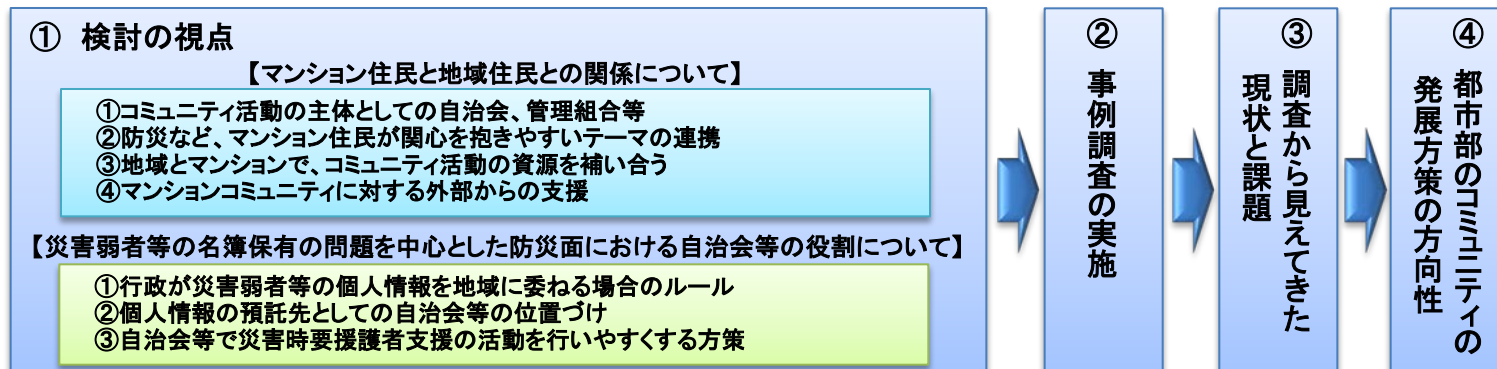 ① 検討の視点
【マンション住民と地域住民との関係について】
①コミュニティ活動の主体としての自治会、管理組合等
②防災など、マンション住民が関心を抱きやすいテーマの連携
③地域とマンションで、コミュニティ活動の資源を補い合う
④マンションコミュニティに対する外部からの支援
【災害弱者等の名簿保有の問題を中心とした防災面における自治会等の役割について】
①行政が災害弱者等の個人情報を地域に委ねる場合のルール
②個人情報の預託先としての自治会等の位置づけ
③自治会等で災害時要援護者支援の活動を行いやすくする方策
②
事例調査の実施
③
調査から見えてきた
現状と課題
④
都市部のコミュニティの
発展方策の方向性